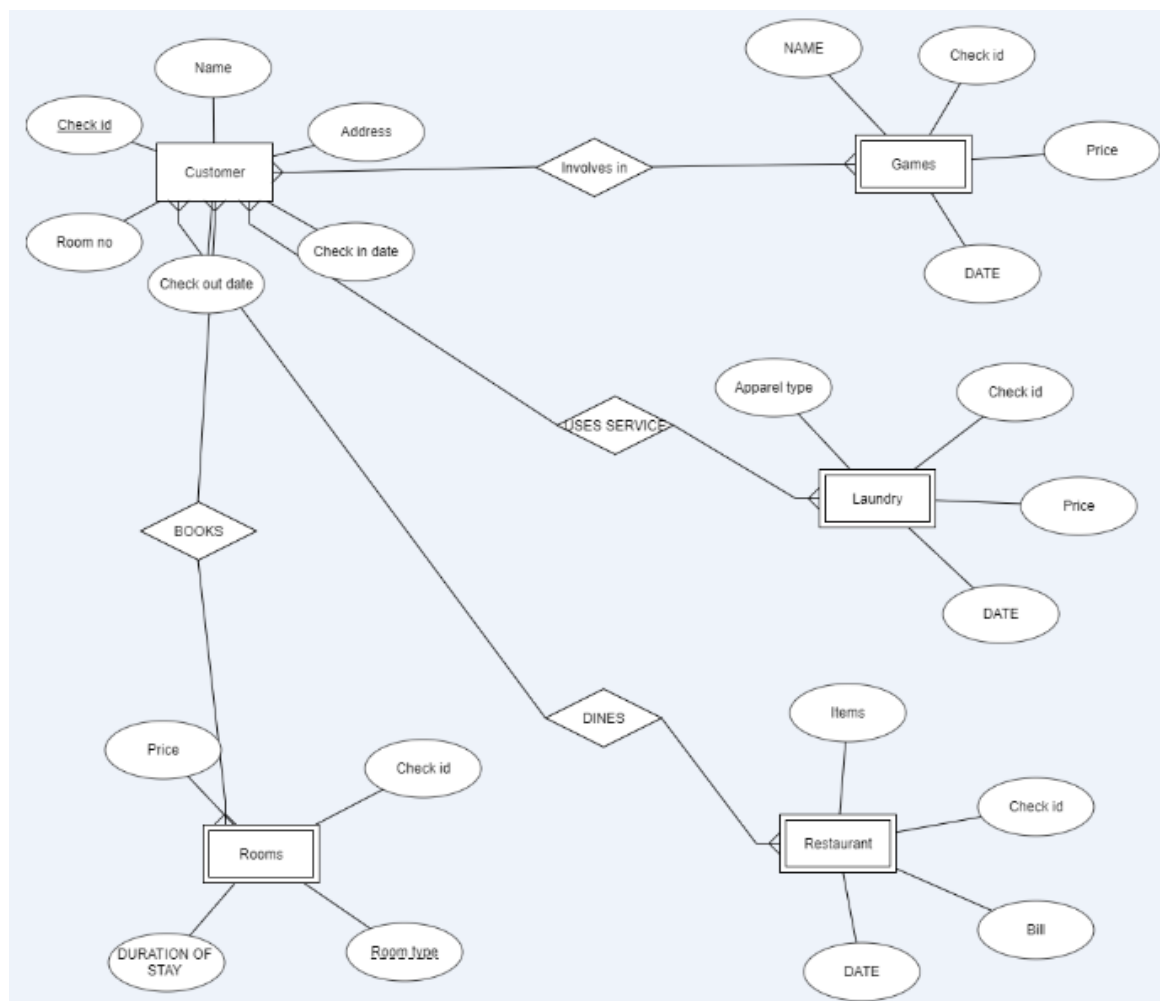 Name
NAME
Check id
Check id
Address
Customer
Involves in
Games
Price
Room no
Check in date
Check out date
DATE
Apparel type
Check id
USES SERVICE
Laundry
Price
BOOKS
DATE
Items
DINES
Price
Check id
Check id
Rooms
Restaurant
DURATION OF
STAY
Room type
Bill
DATE